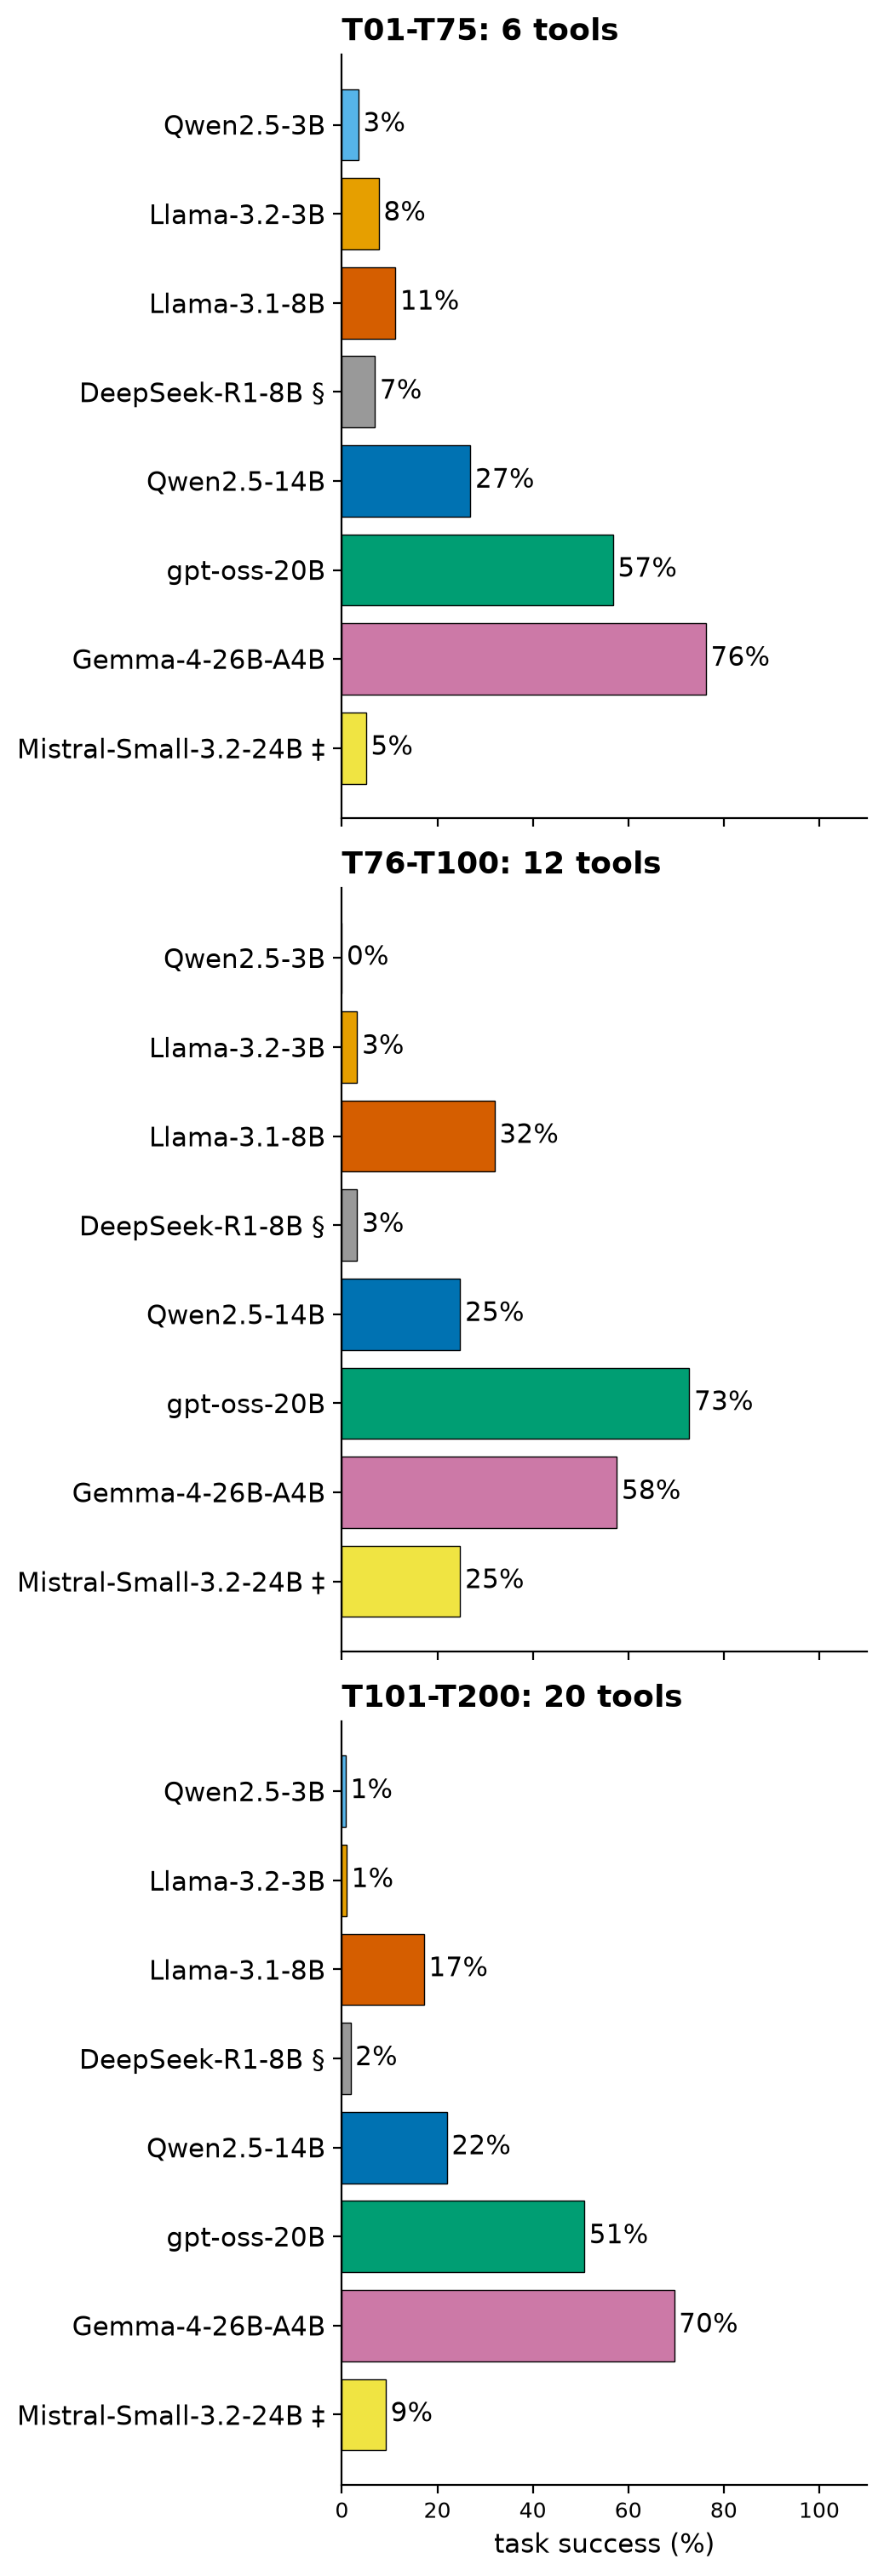 T01-T75: 6 tools
Qwen2.5-3B 3%
Llama-3.2-3B 8%
Llama-3.1-8B 11%
DeepSeek-R1-8B § 7%
Qwen2.5-14B 27%
gpt-oss-20B 57%
Gemma-4-26B-A4B 76%
Mistral-Small-3.2-24B ‡ 5%
T76-T100: 12 tools
Qwen2.5-3B 0%
Llama-3.2-3B 3%
Llama-3.1-8B 32%
DeepSeek-R1-8B § 3%
Qwen2.5-14B 25%
gpt-oss-20B 73%
Gemma-4-26B-A4B 58%
Mistral-Small-3.2-24B ‡ 25%
T101-T200: 20 tools
Qwen2.5-3B 1%
Llama-3.2-3B 1%
Llama-3.1-8B 17%
DeepSeek-R1-8B § 2%
Qwen2.5-14B 22%
gpt-oss-20B 51%
Gemma-4-26B-A4B 70%
Mistral-Small-3.2-24B ‡ 9%
0 20 40 60 80 100
task success (%)